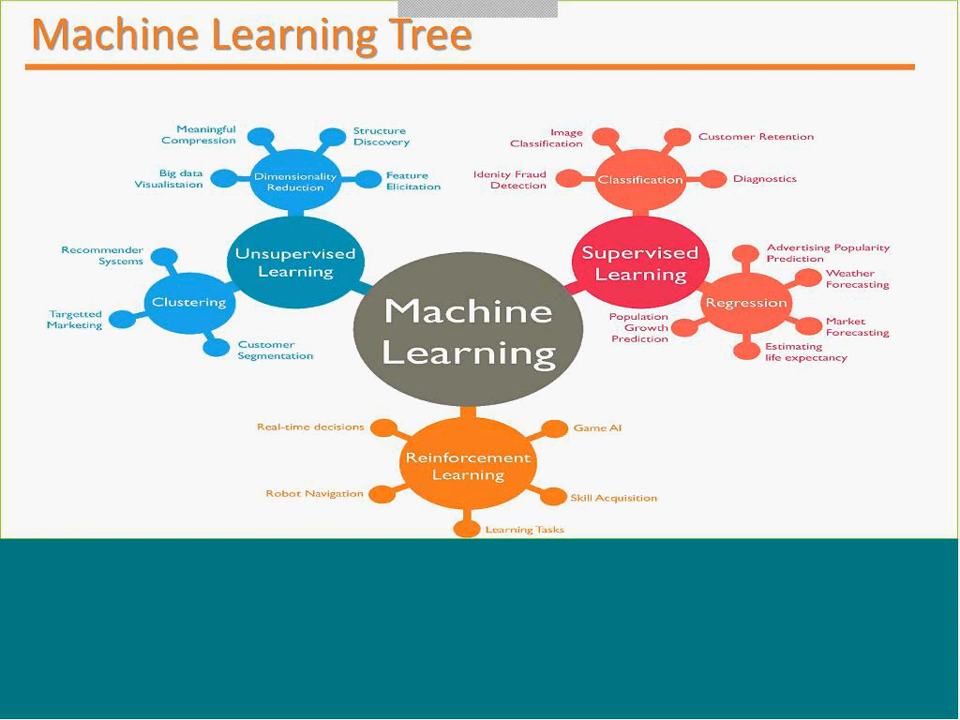 Machine Learning Tree
Meaningful
Compression
Structure
Discovery
Big data
Visualistaion
Dimensionality
Reduction
Feature
Elicitation
Unsupervised
Learning
Recommender
Systems
Clustering
Targetted
Marketing
Customer
Segmentation
Machine
Learning
Image
Classification
Customer Retention
Idenity Fraud
Detection
Classification
Diagnostics
Supervised
Learning
Advertising Popularity
Prediction
Weather
Forecasting
Regression
Population
Growth
Prediction
Market
Forecasting
Estimating
life expectancy
Real-time decisions
Game AI
Reinforcement
Learning
Robot Navigation
Skill Acquisition
Learning Tasks